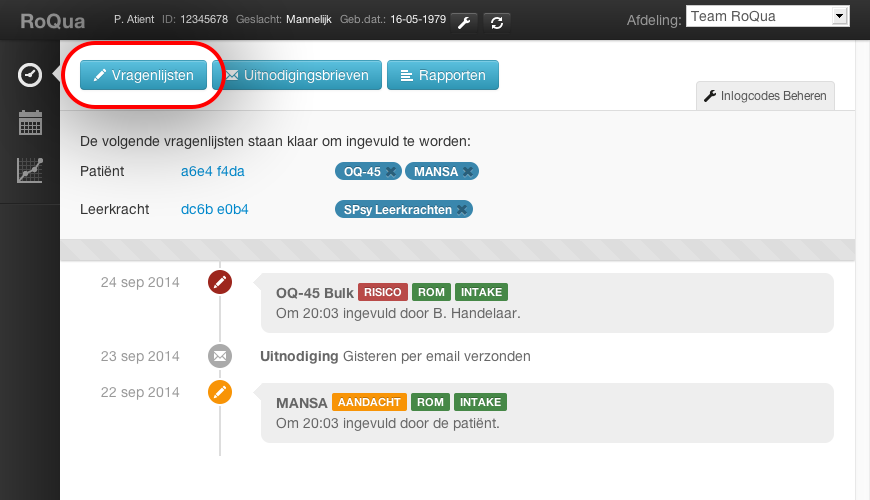 RoQua P. Atient ID: 12345678 Geslacht: Mannelijk Geb.dat.: 16-05-1979 Afdeling: Team RoQua
Vragenlijsten Uitnodigingsbrieven Rapporten
Inlogcodes Beheren
De volgende vragenlijsten staan klaar om ingevuld te worden:
Patiënt a6e4 f4da OQ-45 MANSA
Leerkracht dc6b e0b4 SPsy Leerkrachten
24 sep 2014 OQ-45 Bulk RISICO ROM INTAKE
Om 20:03 ingevuld door B. Handelaar.
23 sep 2014 Uitnodiging Gisteren per email verzonden
22 sep 2014 MANSA AANDACHT ROM INTAKE
Om 20:03 ingevuld door de patiënt.